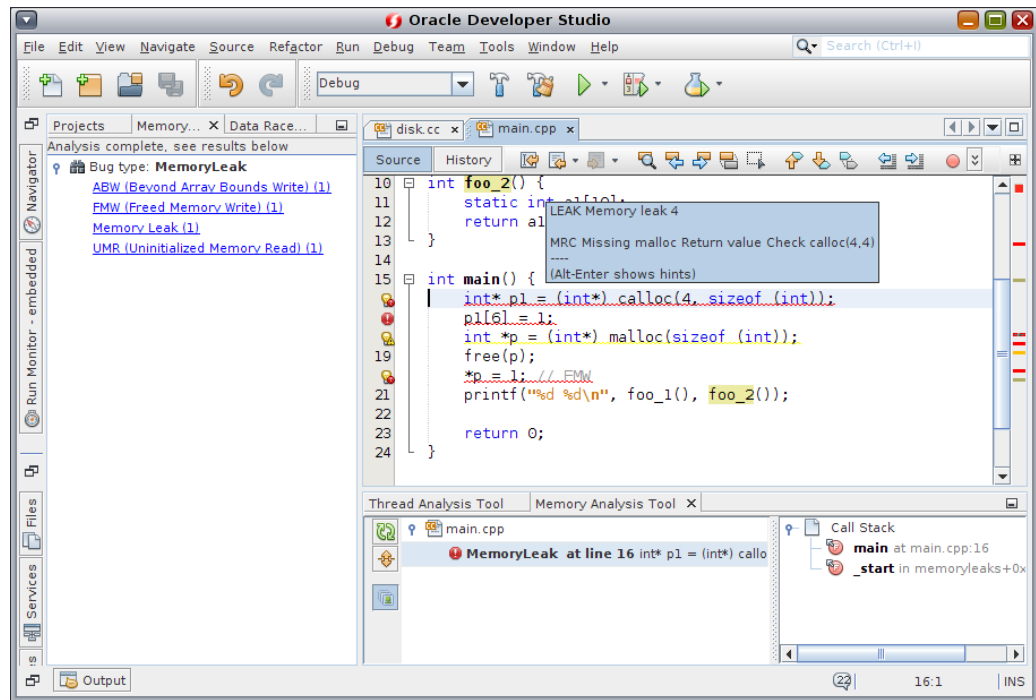 Oracle Developer Studio
File Edit View Navigate Source Refactor Run Debug Team Tools Window Help
Search (Ctrl+I)
Debug
Projects Memory... X Data Race...
Analysis complete, see results below
Bug type: MemoryLeak
ABW (Beyond Array Bounds Write) (1)
FMW (Freed Memory Write) (1)
Memory Leak (1)
UMR (Uninitialized Memory Read) (1)
Navigator
Run Monitor - embedded
Files
Services
disk.cc x main.cpp x
Source History
10 int foo_2() {
11 static int a1[10];
12 return a1
13 }
14
15 int main() {
int* p1 = (int*) calloc(4, sizeof (int));
p1[6] = 1;
int *p = (int*) malloc(sizeof (int));
19 free(p);
*p = 1; // FMW
21 printf("%d %d\n", foo_1(), foo_2());
22
23 return 0;
24 }
LEAK Memory leak 4
MRC Missing malloc Return value Check calloc(4,4)
----
(Alt-Enter shows hints)
Thread Analysis Tool Memory Analysis Tool X
main.cpp
MemoryLeak at line 16 int* p1 = (int*) callo
Call Stack
main at main.cpp:16
_start in memoryleaks+0x
Output
22 16:1 INS